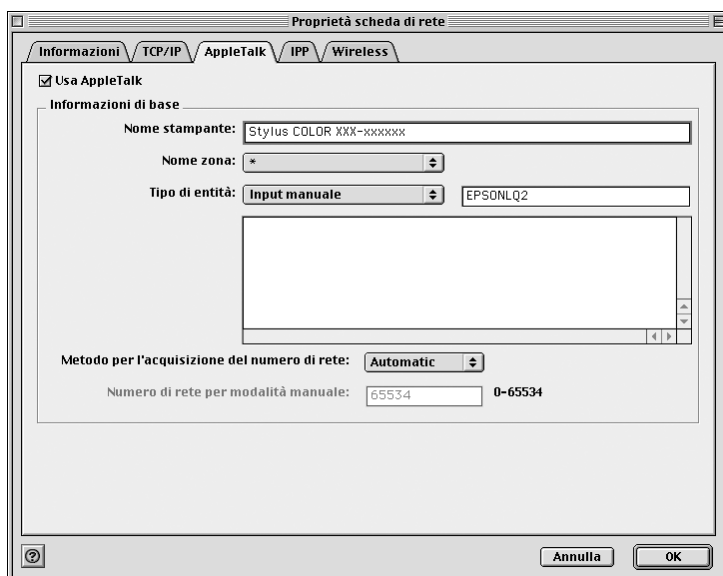 Proprietà scheda di rete
Informazioni TCP/IP AppleTalk IPP Wireless
Usa AppleTalk
Informazioni di base
Nome stampante: Stylus COLOR XXX-xxxxxx
Nome zona: *
Tipo di entità: Input manuale EPSONLQ2
Metodo per l'acquisizione del numero di rete: Automatic
Numero di rete per modalità manuale: 65534 0-65534
? Annulla OK